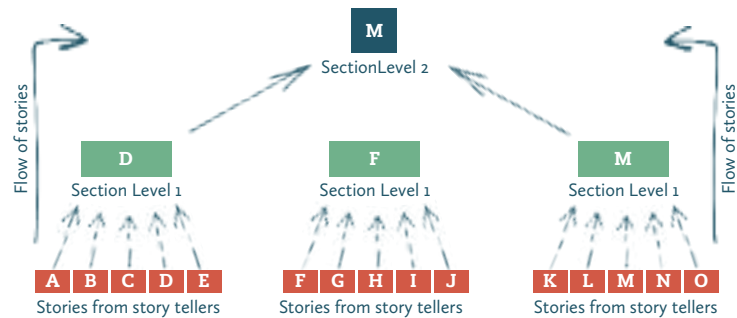 M
SectionLevel 2
Flow of stories
Flow of stories
D
F
M
Section Level 1
Section Level 1
Section Level 1
A B C D E
F G H I J
K L M N O
Stories from story tellers
Stories from story tellers
Stories from story tellers